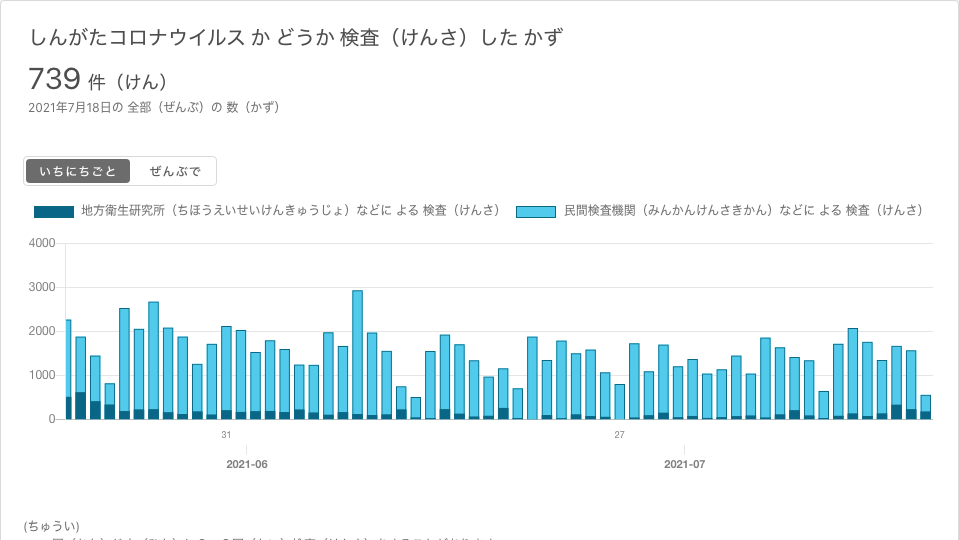 しんがたコロナウイルス か どうか 検査（けんさ）した かず
739 件（けん）
2021年7月18日の 全部（ぜんぶ）の 数（かず）
いちにちごと ぜんぶで
地方衛生研究所（ちほうえいせいけんきゅうじょ）などに よる 検査（けんさ） 民間検査機関（みんかんけんさきかん）などに よる 検査（けんさ）
4000
3000
2000
1000
0
31 27
2021-06 2021-07
(ちゅうい)